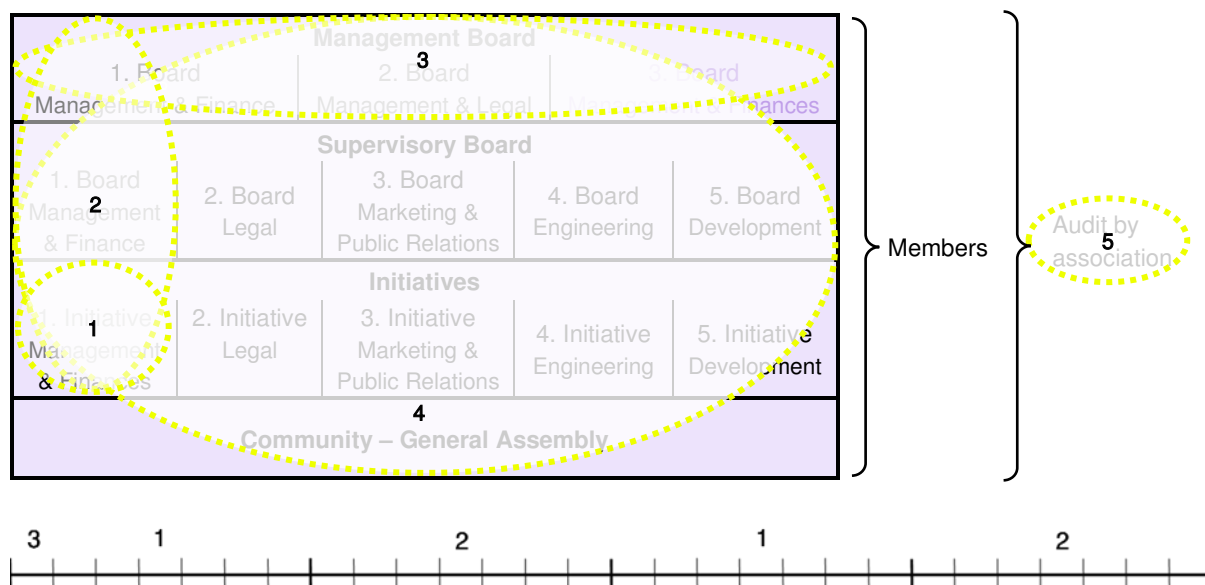 Management Board
3
1. Board
Management & Finance
2. Board
Management & Legal
3. Board
Management & Finances
Supervisory Board
1. Board
Management
& Finance
2
2. Board
Legal
3. Board
Marketing &
Public Relations
4. Board
Engineering
5. Board
Development
Initiatives
1. Initiative
Management
& Finances
1
2. Initiative
Legal
3. Initiative
Marketing &
Public Relations
4. Initiative
Engineering
5. Initiative
Development
4
Community – General Assembly
Members
Audit by
association
5
3 1 2 1 2